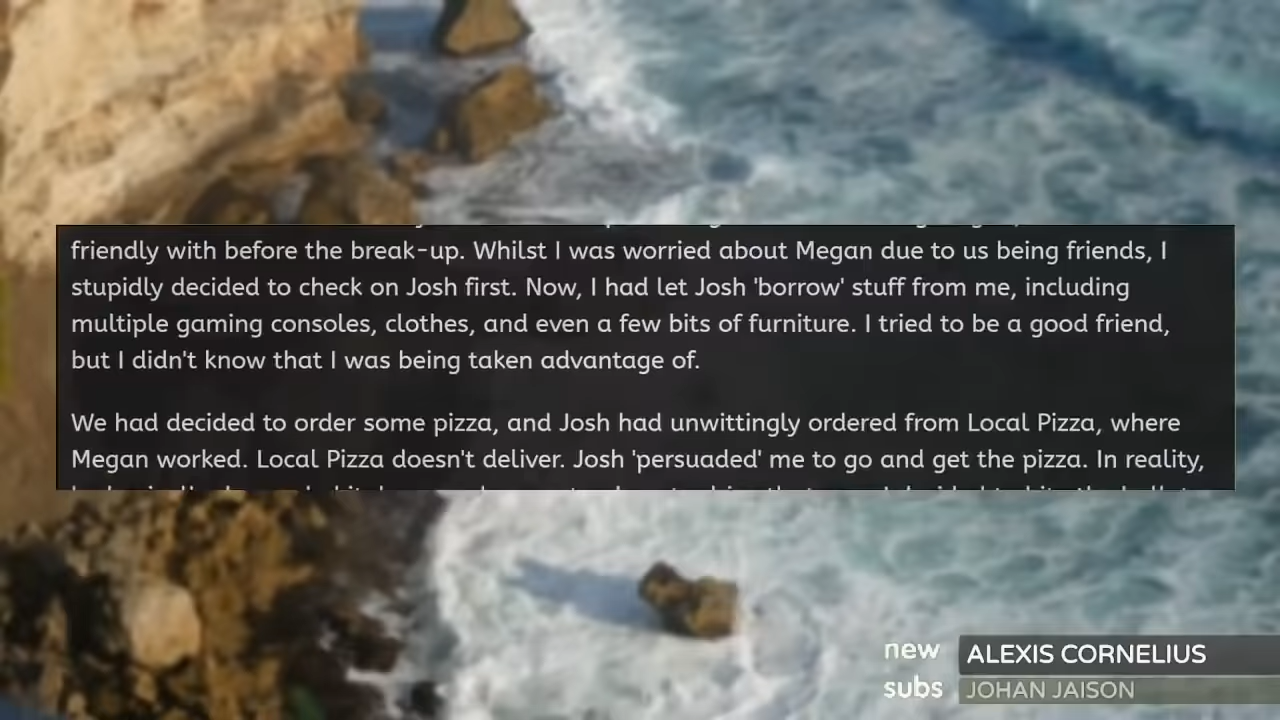 friendly with before the break-up. Whilst I was worried about Megan due to us being friends, I
stupidly decided to check on Josh first. Now, I had let Josh 'borrow' stuff from me, including
multiple gaming consoles, clothes, and even a few bits of furniture. I tried to be a good friend,
but I didn't know that I was being taken advantage of.
We had decided to order some pizza, and Josh had unwittingly ordered from Local Pizza, where
Megan worked. Local Pizza doesn't deliver. Josh 'persuaded' me to go and get the pizza. In reality,
new ALEXIS CORNELIUS
subs JOHAN JAISON